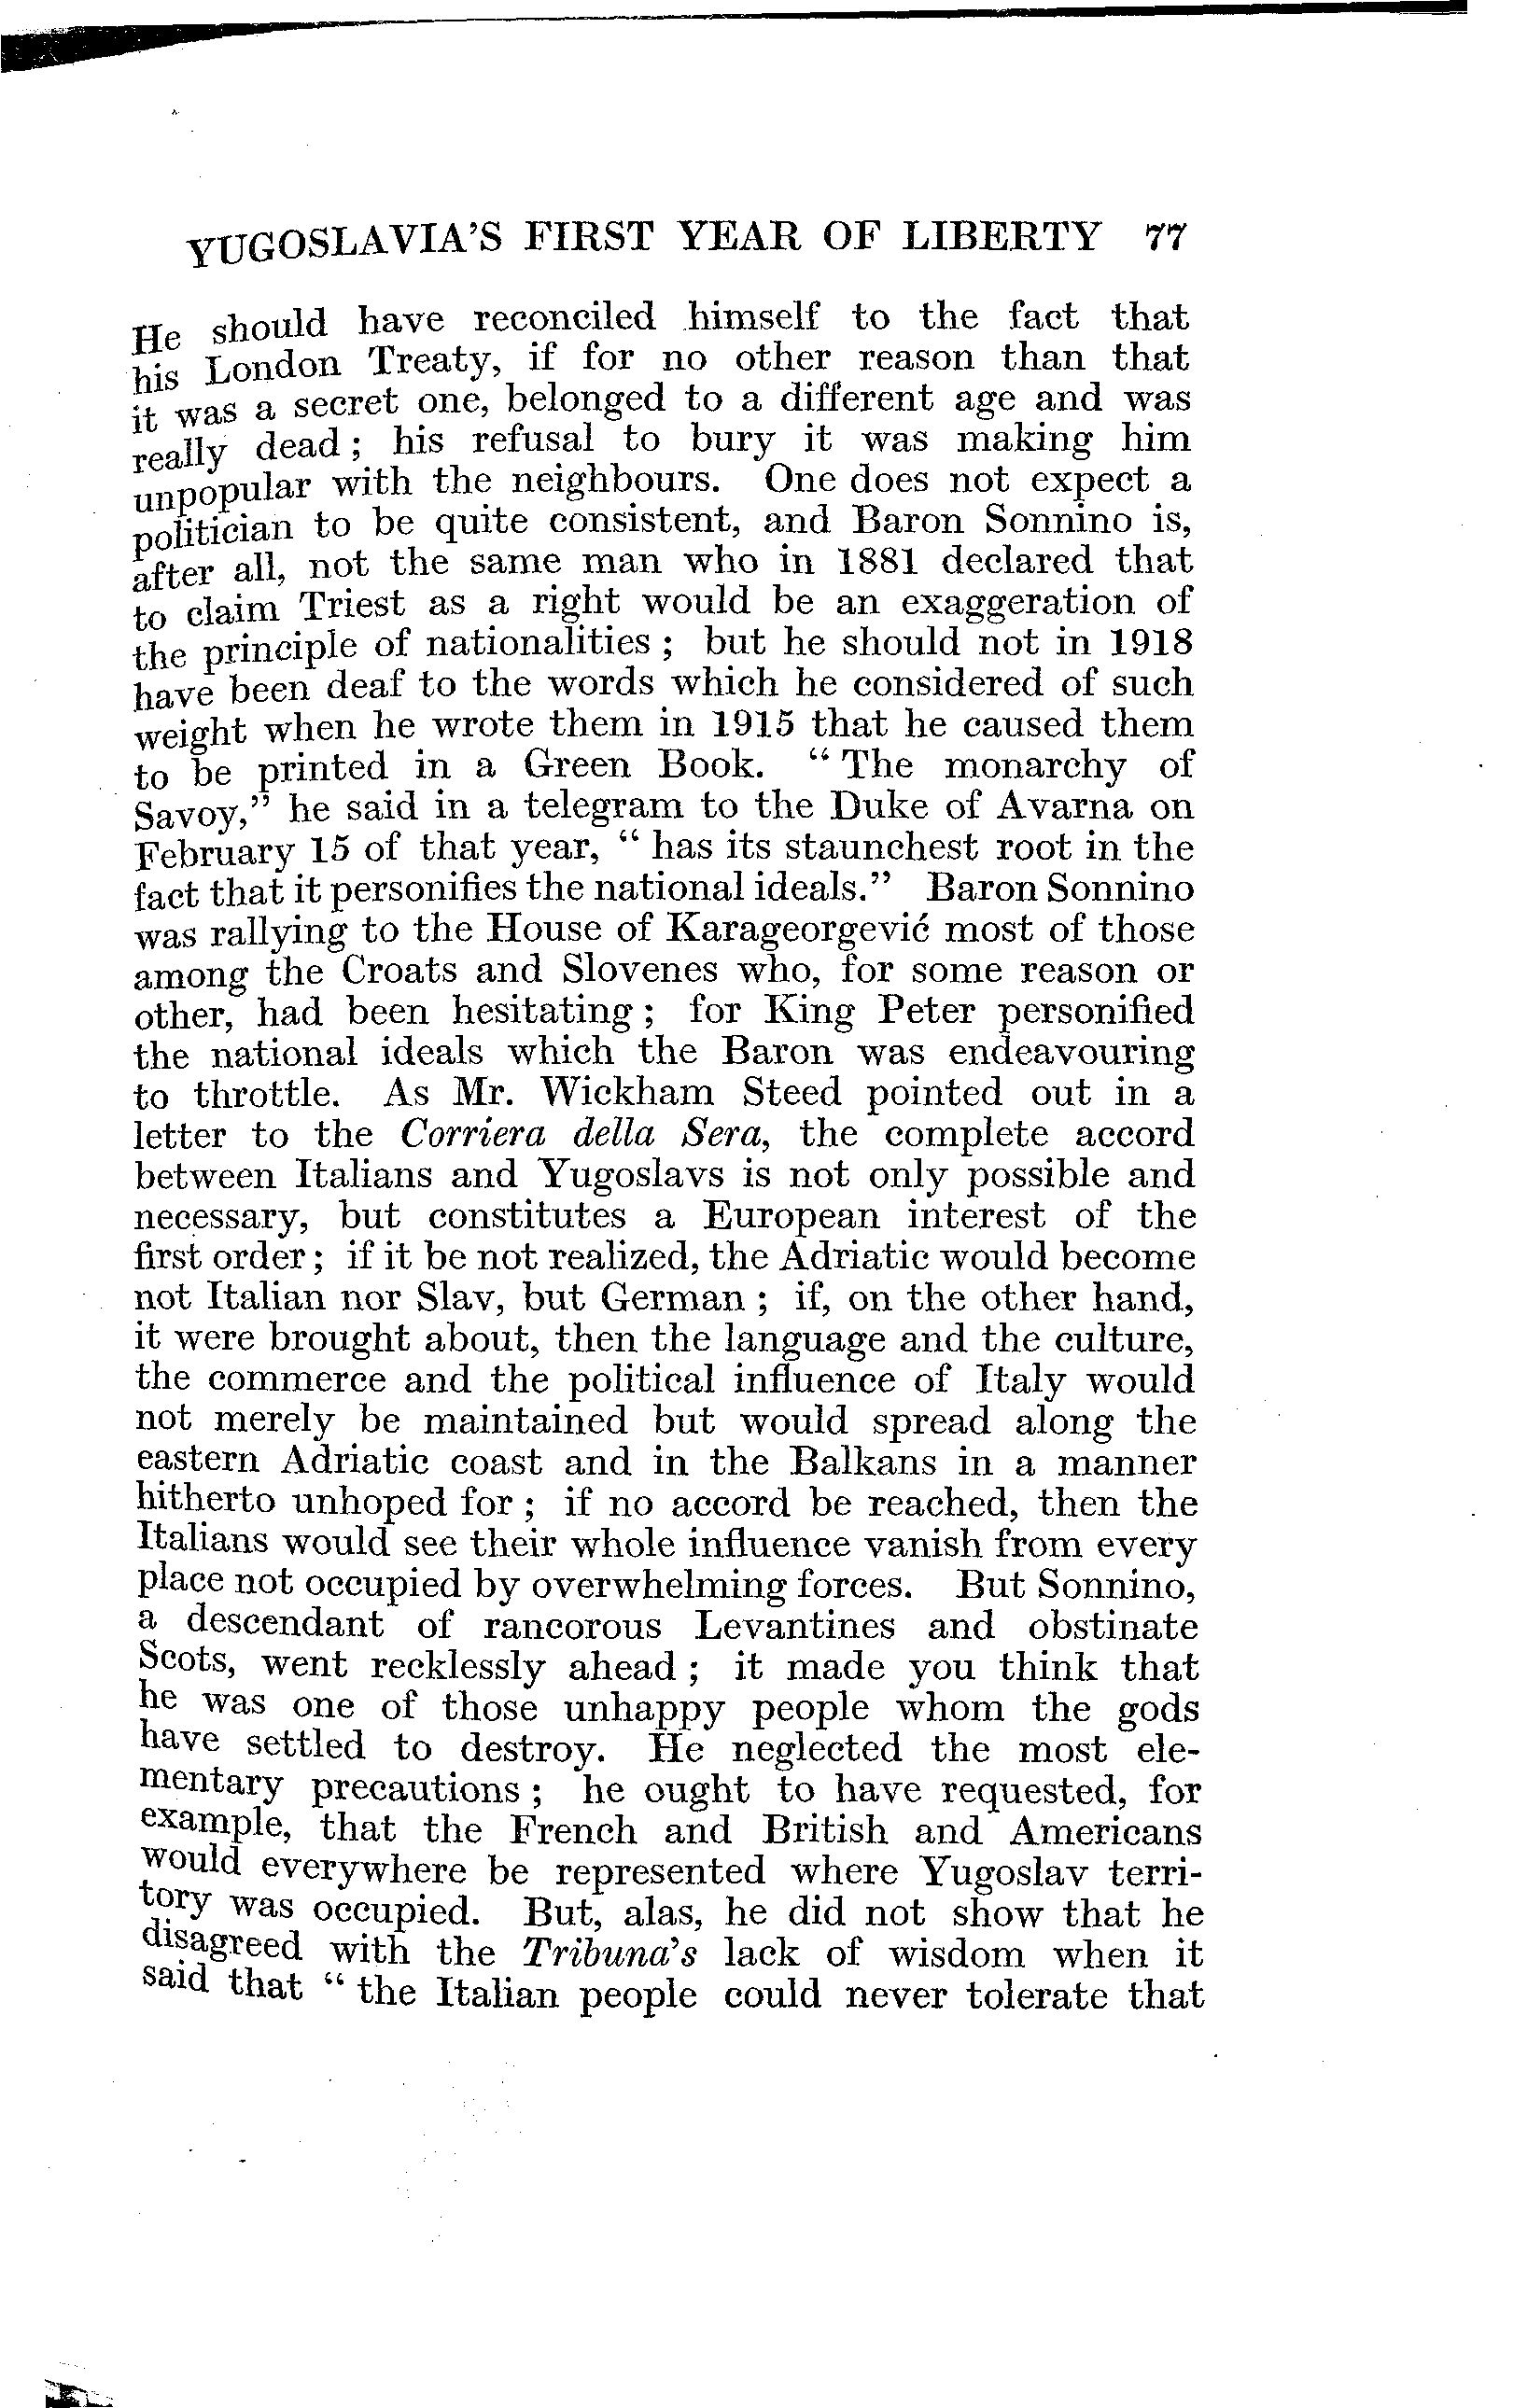 YUGOSLAVIA'S FIRST YEAR OF LIBERTY 77
He should have reconciled himself to the fact that
his London Treaty, if for no other reason than that
it was a secret one, belonged to a different age and was
really dead ; his refusal to bury it was making him
unpopular with the neighbours. One does not expect a
politician to be quite consistent, and Baron Sonnino is,
after all, not the same man who in 1881 declared that
to claim Triest as a right would be an exaggeration of
the principle of nationalities ; but he should not in 1918
have been deaf to the words which he considered of such
weight when he wrote them in 1915 that he caused them
to be printed in a Green Book. “ The monarchy of
Savoy,” he said in a telegram to the Duke of Avarna on
February 15 of that year, “ has its staunchest root in the
fact that it personifies the national ideals.” Baron Sonnino
was rallying to the House of Karageorgević most of those
among the Croats and Slovenes who, for some reason or
other, had been hesitating ; for King Peter personified
the national ideals which the Baron was endeavouring
to throttle. As Mr. Wickham Steed pointed out in a
letter to the Corriera della Sera, the complete accord
between Italians and Yugoslavs is not only possible and
necessary, but constitutes a European interest of the
first order ; if it be not realized, the Adriatic would become
not Italian nor Slav, but German ; if, on the other hand,
it were brought about, then the language and the culture,
the commerce and the political influence of Italy would
not merely be maintained but would spread along the
eastern Adriatic coast and in the Balkans in a manner
hitherto unhoped for ; if no accord be reached, then the
Italians would see their whole influence vanish from every
place not occupied by overwhelming forces. But Sonnino,
a descendant of rancorous Levantines and obstinate
Scots, went recklessly ahead ; it made you think that
he was one of those unhappy people whom the gods
have settled to destroy. He neglected the most ele-
mentary precautions ; he ought to have requested, for
example, that the French and British and Americans
would everywhere be represented where Yugoslav terri-
tory was occupied. But, alas, he did not show that he
disagreed with the Tribuna's lack of wisdom when it
said that “ the Italian people could never tolerate that